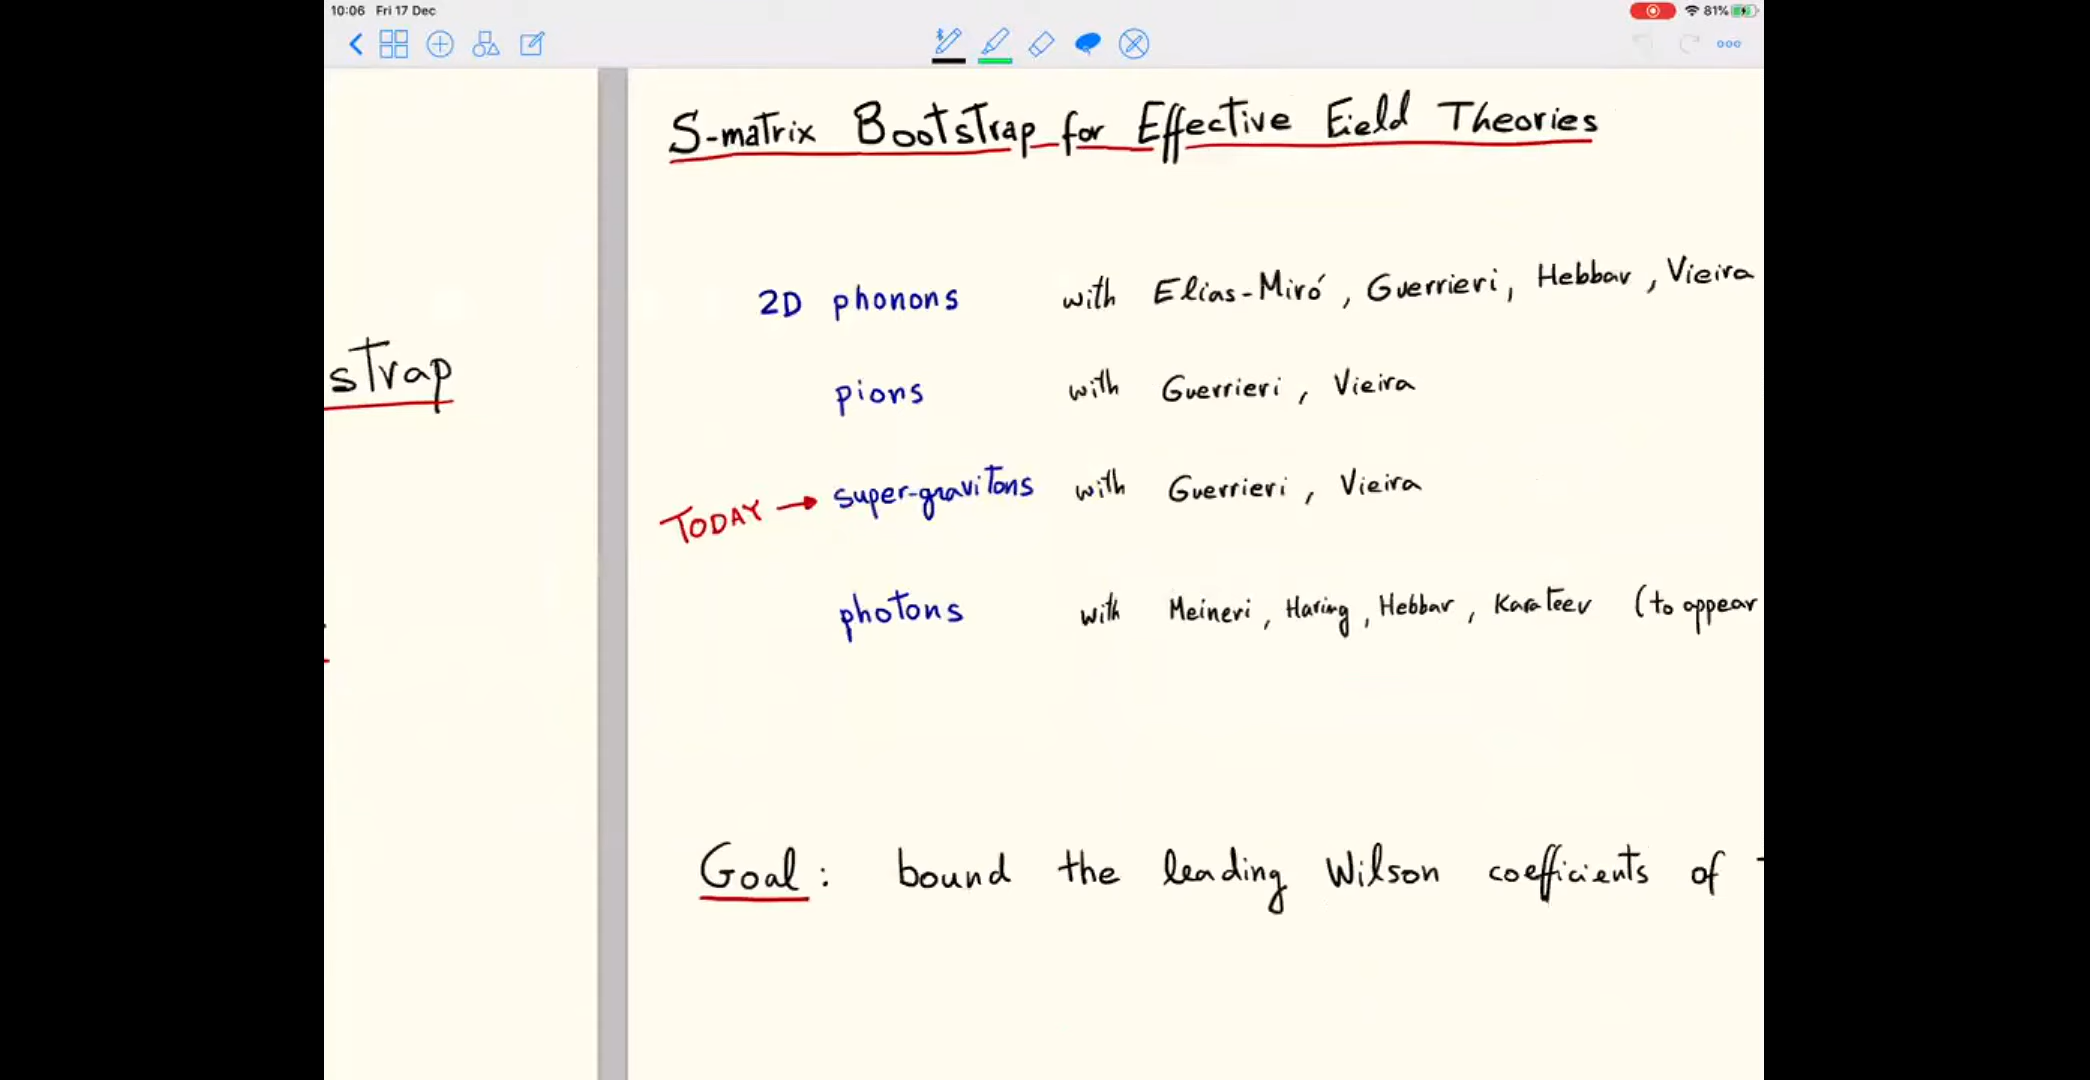 10:06 Fri 17 Dec
81%
S-matrix Bootstrap for Effective Field Theories
2D phonons with Elias-Miró, Guerrieri, Hebbar, Vieira
strap
pions with Guerrieri, Vieira
TODAY → super-gravitons with Guerrieri, Vieira
photons with Meineri, Haring, Hebbar, Karateev (to appear
Goal: bound the leading Wilson coefficients of